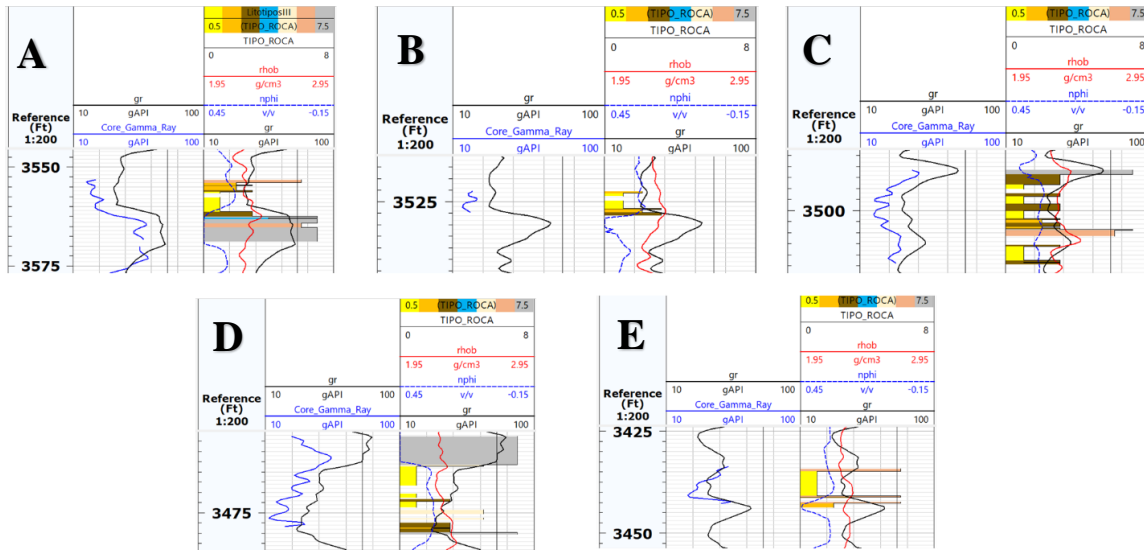 A
LitotiposIII
0.5 (TIPO_ROCA) 7.5
TIPO_ROCA
0 8
rhob
1.95 g/cm3 2.95
gr nphi
10 gAPI 100 0.45 v/v -0.15
Reference (Ft) 1:200
Core_Gamma_Ray gr
10 gAPI 100 10 gAPI 100
3550
3575
B
0.5 (TIPO_ROCA) 7.5
TIPO_ROCA
0 8
rhob
1.95 g/cm3 2.95
gr nphi
10 gAPI 100 0.45 v/v -0.15
Reference (Ft) 1:200
Core_Gamma_Ray gr
10 gAPI 100 10 gAPI 100
3525
C
0.5 (TIPO_ROCA) 7.5
TIPO_ROCA
0 8
rhob
1.95 g/cm3 2.95
gr nphi
10 gAPI 100 0.45 v/v -0.15
Reference (Ft) 1:200
Core_Gamma_Ray gr
10 gAPI 100 10 gAPI 100
3500
D
0.5 (TIPO_ROCA) 7.5
TIPO_ROCA
0 8
rhob
1.95 g/cm3 2.95
gr nphi
10 gAPI 100 0.45 v/v -0.15
Reference (Ft) 1:200
Core_Gamma_Ray gr
10 gAPI 100 10 gAPI 100
3475
E
0.5 (TIPO_ROCA) 7.5
TIPO_ROCA
0 8
rhob
1.95 g/cm3 2.95
gr nphi
10 gAPI 100 0.45 v/v -0.15
Reference (Ft) 1:200
Core_Gamma_Ray gr
10 gAPI 100 10 gAPI 100
3425
3450